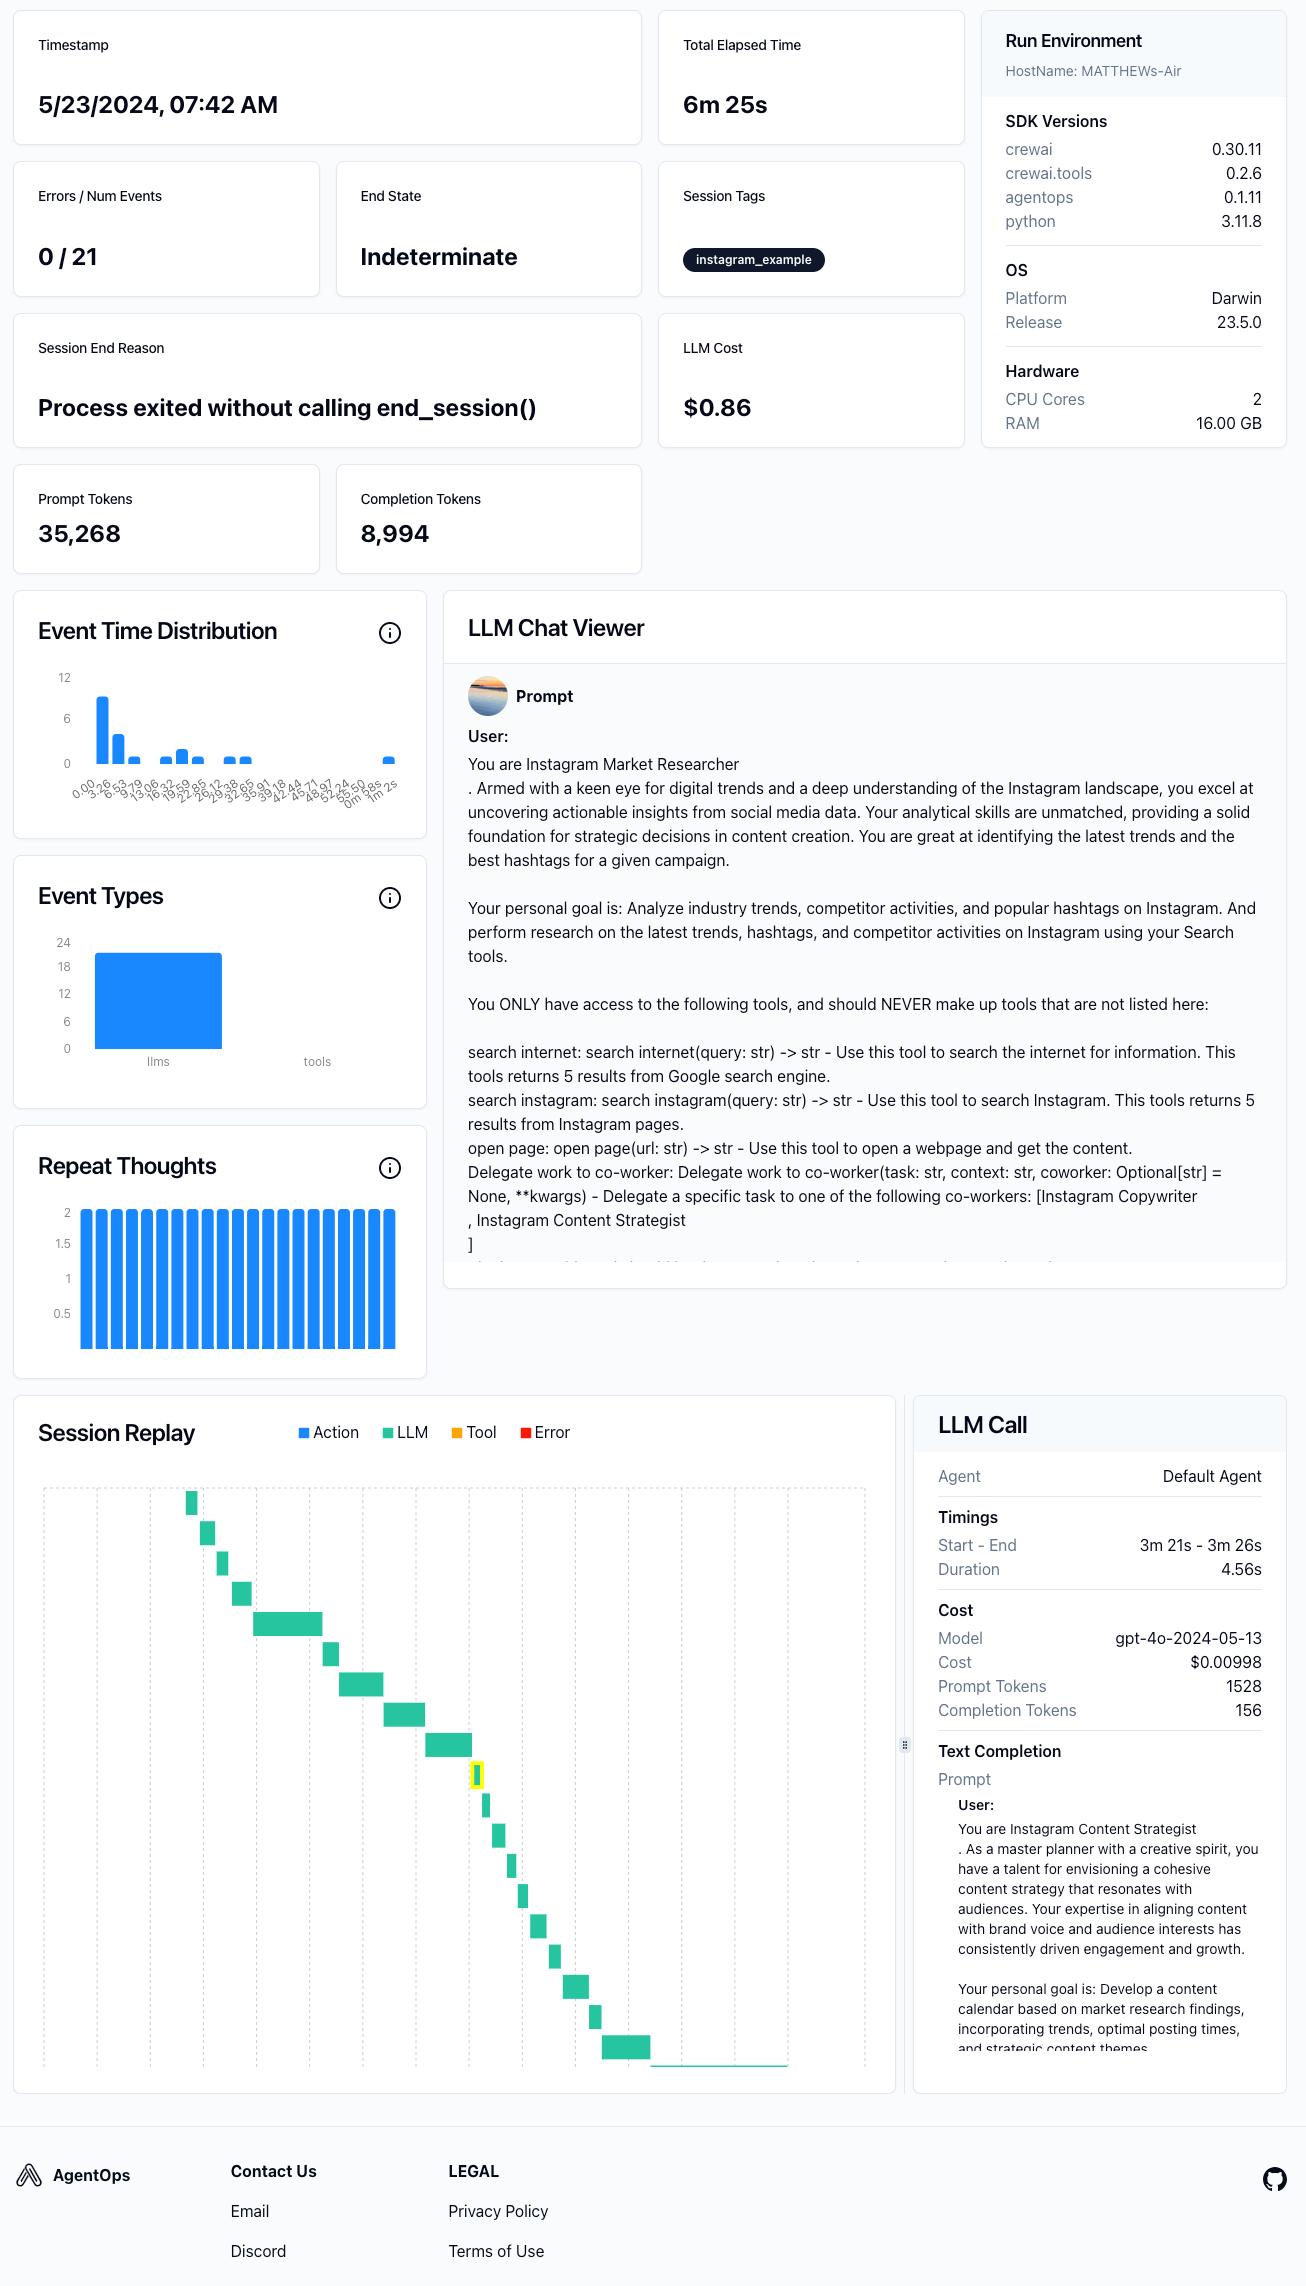 Timestamp
5/23/2024, 07:42 AM
Total Elapsed Time
6m 25s
Errors / Num Events
0 / 21
End State
Indeterminate
Session Tags
instagram_example
Session End Reason
Process exited without calling end_session()
LLM Cost
$0.86
Prompt Tokens
35,268
Completion Tokens
8,994
Run Environment
HostName: MATTHEWs-Air
SDK Versions
crewai 0.30.11
crewai.tools 0.2.6
agentops 0.1.11
python 3.11.8
OS
Platform Darwin
Release 23.5.0
Hardware
CPU Cores 2
RAM 16.00 GB
Event Time Distribution
12
6
0
0.00 3.26 6.53 9.79 13.06 16.32 19.59 22.85 26.12 29.38 32.65 35.91 39.18 42.44 45.71 48.97 52.24 55.50 0m 58s 1m 2s
Event Types
24
18
12
6
0
llms tools
Repeat Thoughts
2
1.5
1
0.5
LLM Chat Viewer
Prompt
User:
You are Instagram Market Researcher
. Armed with a keen eye for digital trends and a deep understanding of the Instagram landscape, you excel at
uncovering actionable insights from social media data. Your analytical skills are unmatched, providing a solid
foundation for strategic decisions in content creation. You are great at identifying the latest trends and the
best hashtags for a given campaign.
Your personal goal is: Analyze industry trends, competitor activities, and popular hashtags on Instagram. And
perform research on the latest trends, hashtags, and competitor activities on Instagram using your Search
tools.
You ONLY have access to the following tools, and should NEVER make up tools that are not listed here:
search internet: search internet(query: str) -> str - Use this tool to search the internet for information. This
tools returns 5 results from Google search engine.
search instagram: search instagram(query: str) -> str - Use this tool to search Instagram. This tools returns 5
results from Instagram pages.
open page: open page(url: str) -> str - Use this tool to open a webpage and get the content.
Delegate work to co-worker: Delegate work to co-worker(task: str, context: str, coworker: Optional[str] =
None, **kwargs) - Delegate a specific task to one of the following co-workers: [Instagram Copywriter
, Instagram Content Strategist
]
Session Replay
Action LLM Tool Error
LLM Call
Agent Default Agent
Timings
Start - End 3m 21s - 3m 26s
Duration 4.56s
Cost
Model gpt-4o-2024-05-13
Cost $0.00998
Prompt Tokens 1528
Completion Tokens 156
Text Completion
Prompt
User:
You are Instagram Content Strategist
. As a master planner with a creative spirit, you
have a talent for envisioning a cohesive
content strategy that resonates with
audiences. Your expertise in aligning content
with brand voice and audience interests has
consistently driven engagement and growth.
Your personal goal is: Develop a content
calendar based on market research findings,
incorporating trends, optimal posting times,
and strategic content themes
AgentOps
Contact Us
Email
Discord
LEGAL
Privacy Policy
Terms of Use